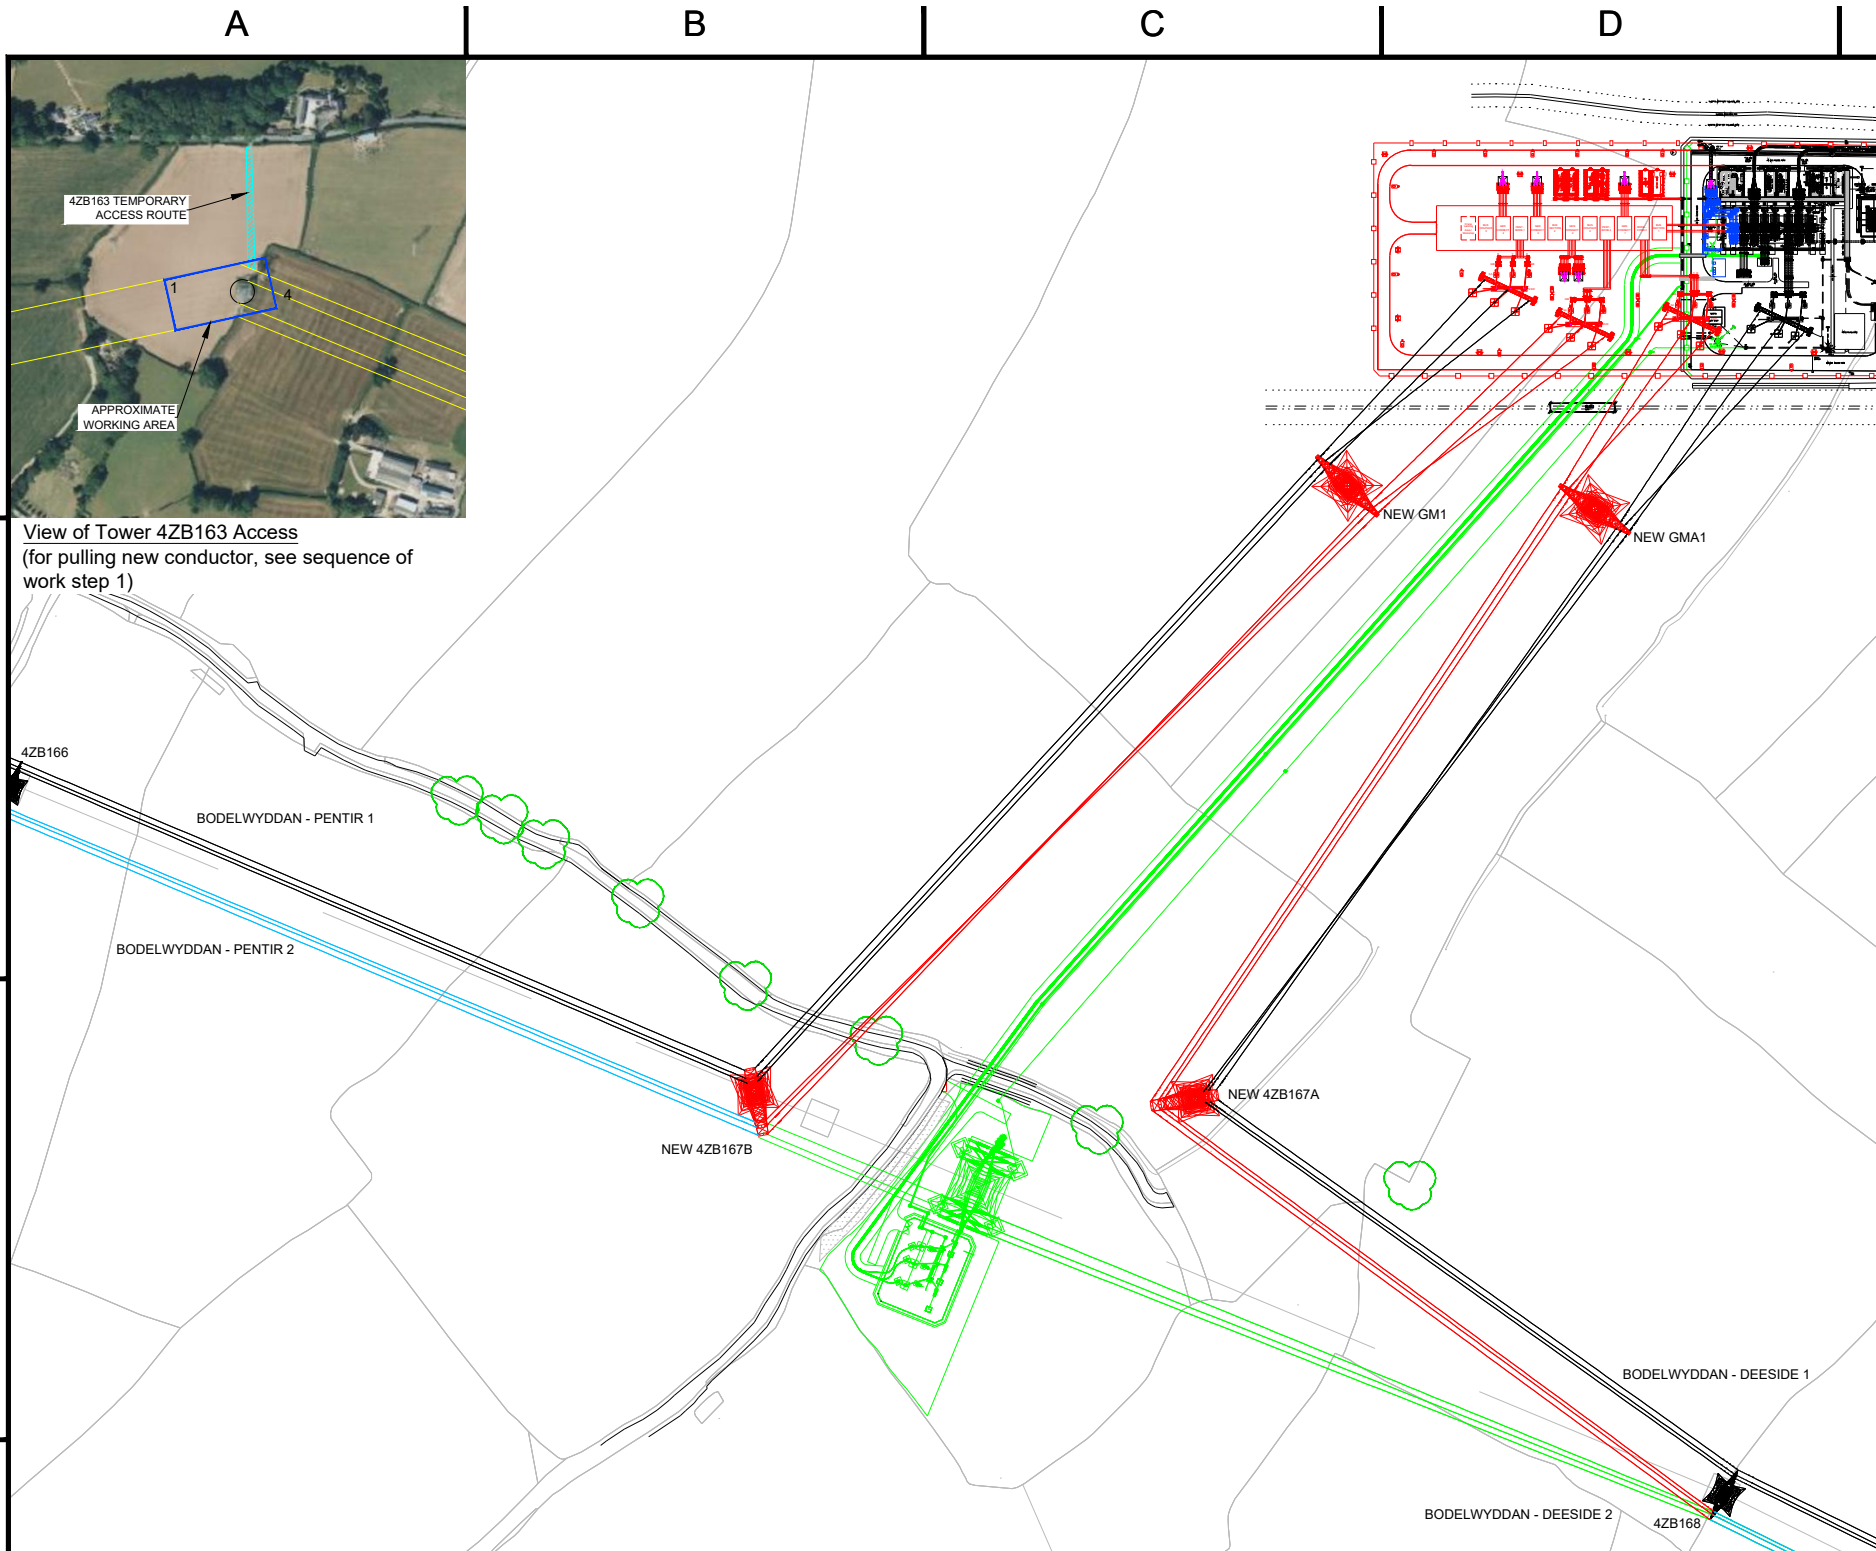 A
B
C
D
4ZB163 TEMPORARY
ACCESS ROUTE
1
4
APPROXIMATE
WORKING AREA
View of Tower 4ZB163 Access
(for pulling new conductor, see sequence of
work step 1)
NEW GM1
NEW GMA1
4ZB166
BODELWYDDAN - PENTIR 1
BODELWYDDAN - PENTIR 2
NEW 4ZB167A
NEW 4ZB167B
BODELWYDDAN - DEESIDE 1
BODELWYDDAN - DEESIDE 2
4ZB168